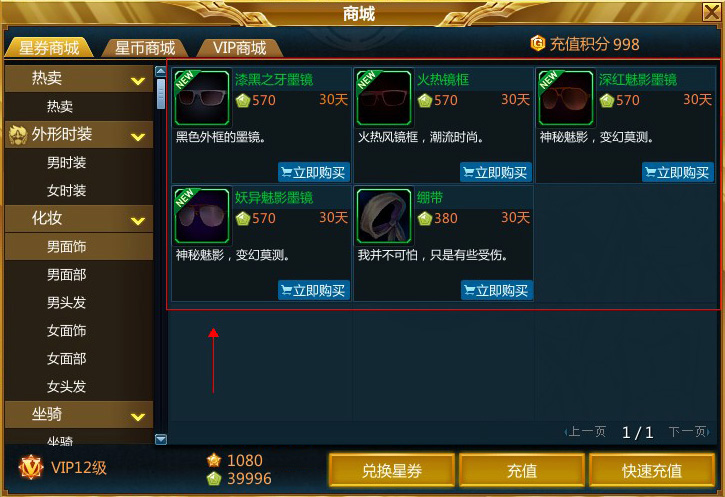 商城
星券商城 星币商城 VIP商城 充值积分 998
热卖
热卖
外形时装
男时装
女时装
化妆
男面饰
男面部
男头发
女面饰
女面部
女头发
坐骑
坐骑
NEW 漆黑之牙墨镜
570 30天
黑色外框的墨镜。
立即购买
NEW 火热镜框
570 30天
火热风镜框，潮流时尚。
立即购买
NEW 深红魅影墨镜
570 30天
神秘魅影，变幻莫测。
立即购买
NEW 妖异魅影墨镜
570 30天
神秘魅影，变幻莫测。
立即购买
绷带
380 30天
我并不可怕，只是有些受伤。
立即购买
上一页 1/1 下一页
VIP12级
1080
39996
兑换星券 充值 快速充值